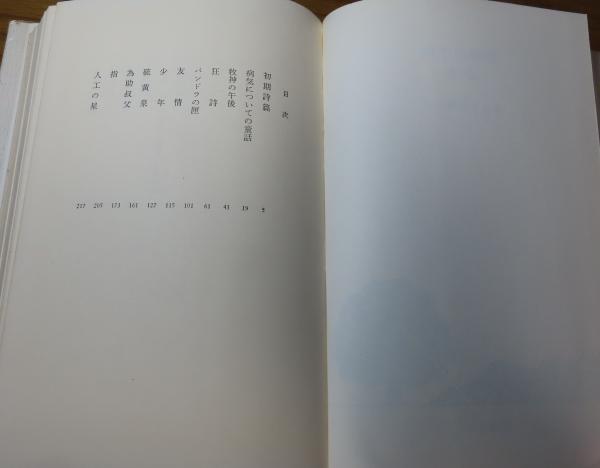 目次
初期詩篇 5
病気についての童話 19
牧神の午後 43
狂詩 61
パンドラの匣 101
友情 115
少年 127
硫黄泉 161
為助叔父 173
指 205
人工の星 217